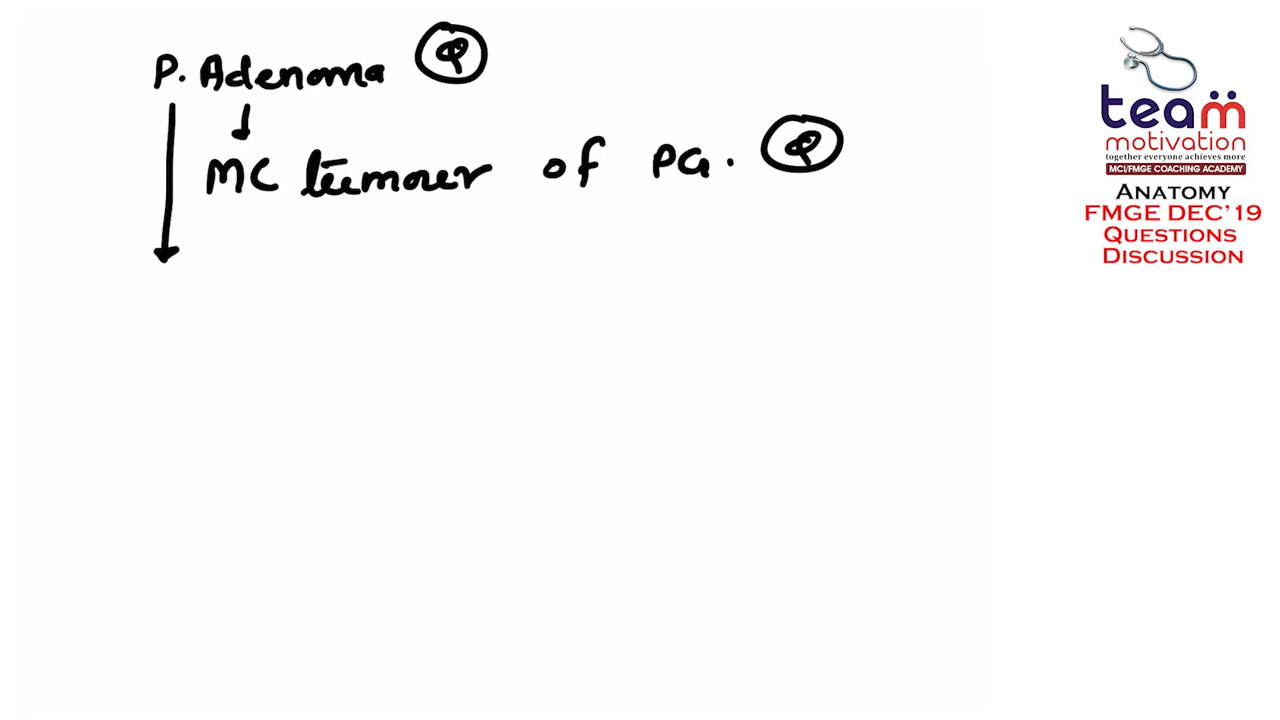 P. Adenoma Q
MC tumour of PG. Q
team
motivation
together everyone achieves more
MCI/FMGE COACHING ACADEMY
ANATOMY
FMGE DEC'19
QUESTIONS
DISCUSSION